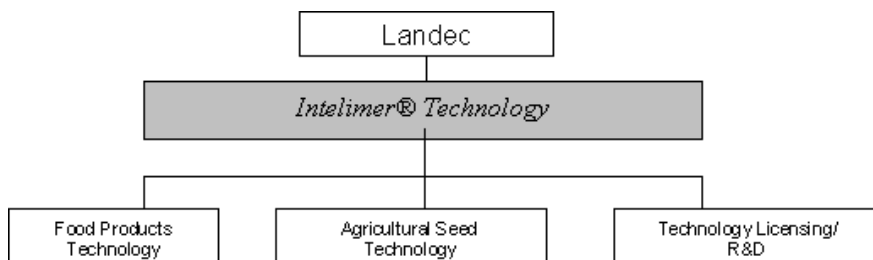 Landec
Intelimer® Technology
Food Products
Technology
Agricultural Seed
Technology
Technology Licensing/
R&D